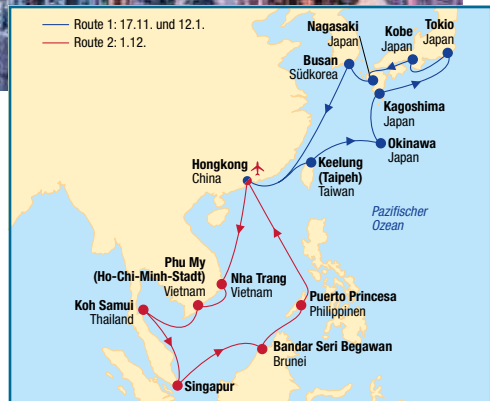 Route 1: 17.11. und 12.1.
Route 2: 1.12.
Nagasaki
Japan
Kobe
Japan
Tokio
Japan
Busan
Südkorea
Kagoshima
Japan
Okinawa
Japan
Hongkong
China
Keelung
(Taipeh)
Taiwan
Pazifischer
Ozean
Phu My
(Ho-Chi-Minh-Stadt)
Vietnam
Nha Trang
Vietnam
Koh Samui
Thailand
Puerto Princesa
Philippinen
Bandar Seri Begawan
Brunei
Singapur